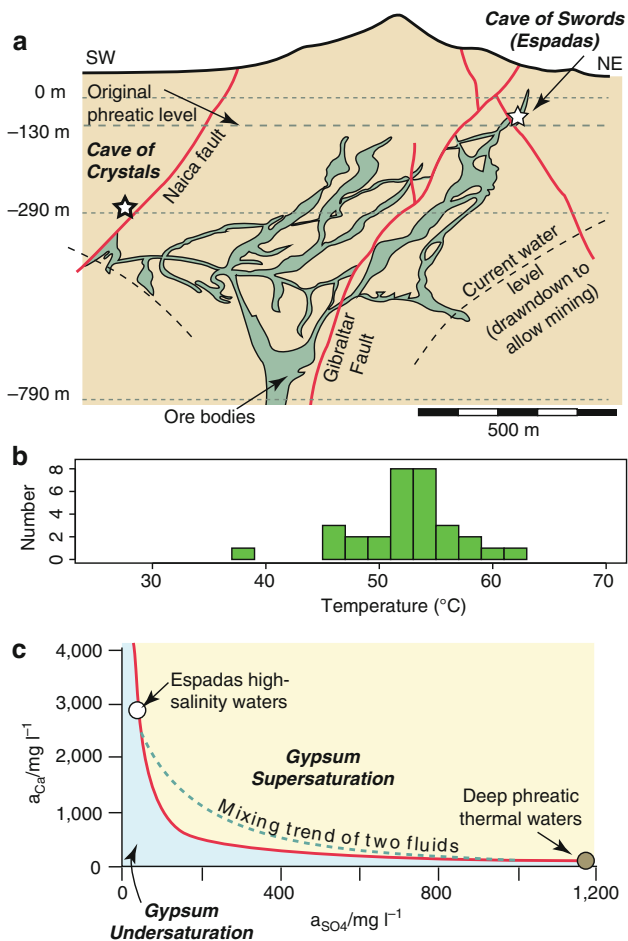 a
Cave of Swords
(Espadas)
SW
NE
0 m
Original
phreatic level
–130 m
Cave of
Crystals
Naica fault
–290 m
Current water
level
(drawndown to
allow mining)
Gibraltar
Fault
–790 m
Ore bodies
500 m
b
Number
8
6
4
2
0
30
40
50
60
70
Temperature (°C)
c
4,000
3,000
2,000
1,000
0
aCa/mg l–1
Espadas high-
salinity waters
Gypsum
Supersaturation
Mixing trend of two fluids
Deep phreatic
thermal waters
0
400
800
1,200
Gypsum
Undersaturation
aSO4/mg l–1